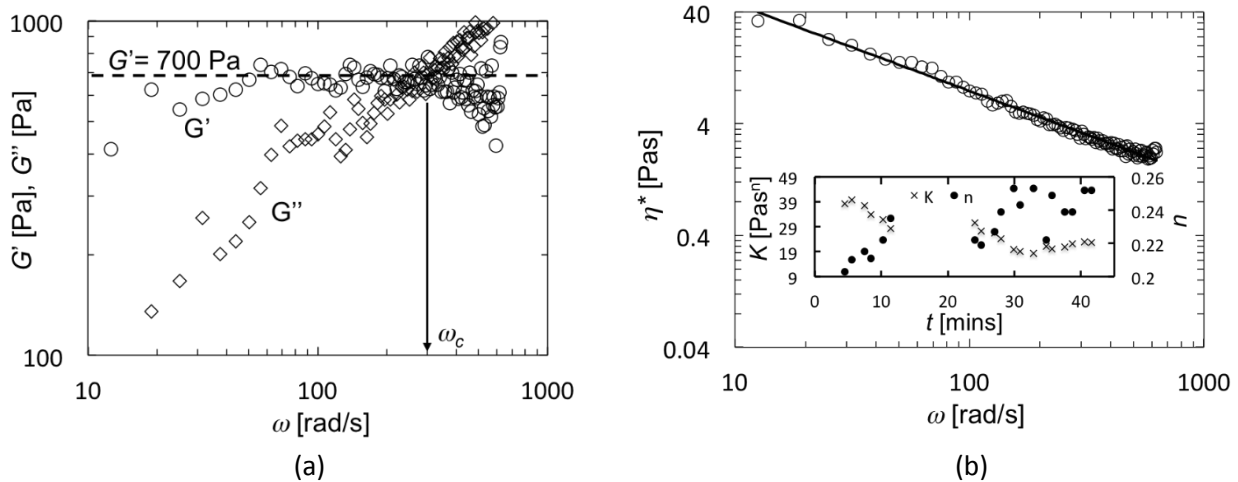 G', G'' [Pa]
1000
G'= 700 Pa
G'
G''
ω_c
100
10
100
1000
ω [rad/s]
(a)
η* [Pas]
40
4
0.4
0.04
K [Pasⁿ]
49
39
29
19
9
× K ● n
0.26
0.24
0.22
0.2
n
0
10
20
30
40
t [mins]
10
100
1000
ω [rad/s]
(b)